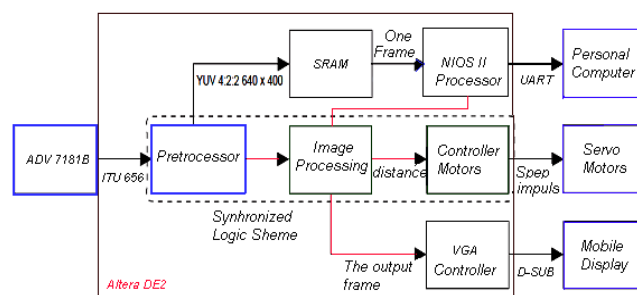 One
Frame
SRAM
NIOS II
Processor
UART
Personal
Computer
YUV 4:2:2 640 x 400
ADV 7181B
ITU 656
Pretrocessor
Image
Processing
distance
Controller
Motors
Spep
impuls
Servo
Motors
Synhronized
Logic Sheme
The output
frame
VGA
Controller
D-SUB
Mobile
Display
Altera DE2